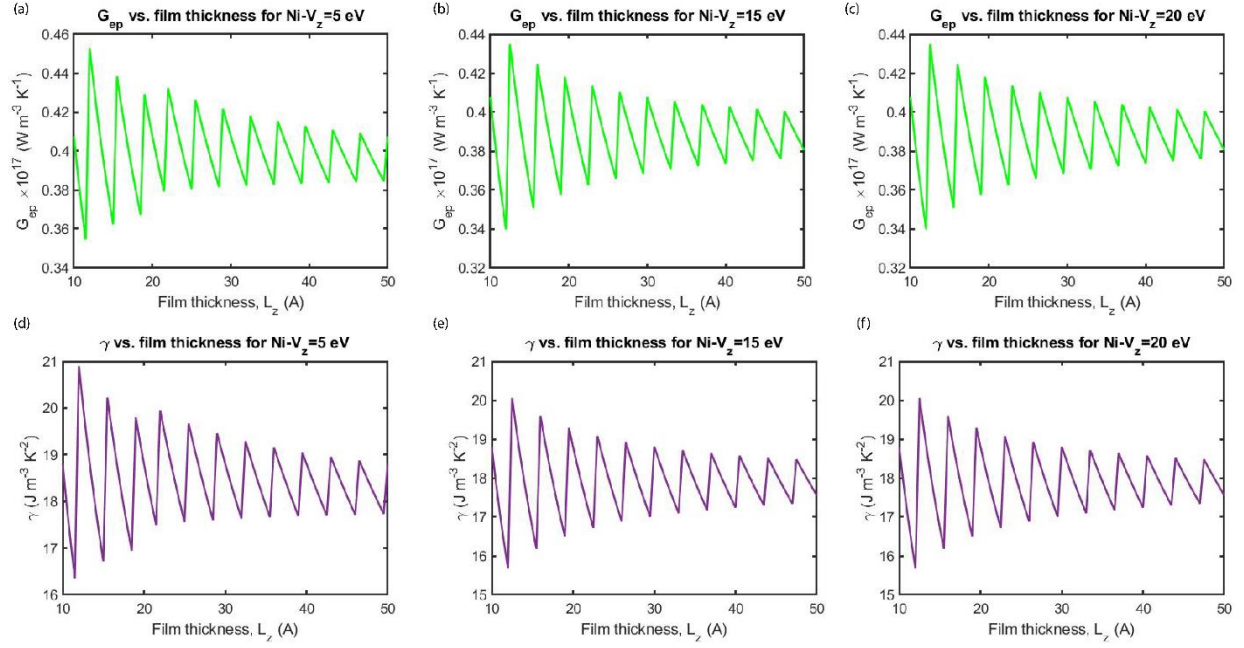 (a)
G_ep vs. film thickness for Ni-V_z=5 eV
0.46
0.44
0.42
0.4
0.38
0.36
0.34
G_ep ×10^17 (W m^-3 K^-1)
10 20 30 40 50
Film thickness, L_z (A)
(b)
G_ep vs. film thickness for Ni-V_z=15 eV
0.44
0.42
0.4
0.38
0.36
0.34
0.32
G_ep ×10^17 (W m^-3 K^-1)
10 20 30 40 50
Film thickness, L_z (A)
(c)
G_ep vs. film thickness for Ni-V_z=20 eV
0.44
0.42
0.4
0.38
0.36
0.34
0.32
G_ep ×10^17 (W m^-3 K^-1)
10 20 30 40 50
Film thickness, L_z (A)
(d)
γ vs. film thickness for Ni-V_z=5 eV
21
20
19
18
17
16
γ (J m^-3 K^-2)
10 20 30 40 50
Film thickness, L_z (A)
(e)
γ vs. film thickness for Ni-V_z=15 eV
21
20
19
18
17
16
15
γ (J m^-3 K^-2)
10 20 30 40 50
Film thickness, L_z (A)
(f)
γ vs. film thickness for Ni-V_z=20 eV
21
20
19
18
17
16
15
γ (J m^-3 K^-2)
10 20 30 40 50
Film thickness, L_z (A)